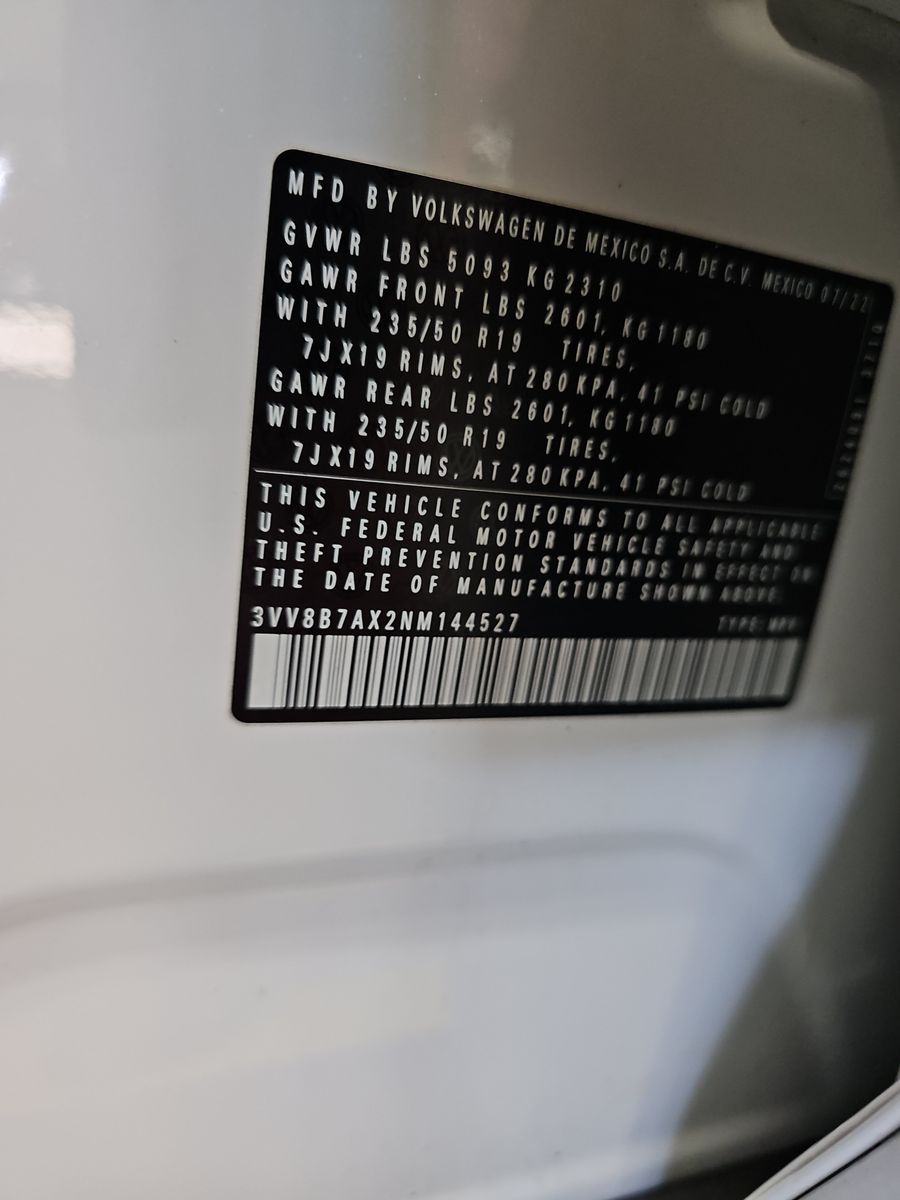 MFD BY VOLKSWAGEN DE MEXICO S.A. DE C.V. MEXICO 07/22
GVWR LBS 5093 KG 2310
GAWR FRONT LBS 2601, KG 1180
WITH 235/50 R19 TIRES,
7JX19 RIMS, AT 280 KPA, 41 PSI COLD
GAWR REAR LBS 2601, KG 1180
WITH 235/50 R19 TIRES,
7JX19 RIMS, AT 280 KPA, 41 PSI COLD
THIS VEHICLE CONFORMS TO ALL APPLICABLE
U.S. FEDERAL MOTOR VEHICLE SAFETY AND
THEFT PREVENTION STANDARDS IN EFFECT ON
THE DATE OF MANUFACTURE SHOWN ABOVE.
3VV8B7AX2NM144527 TYPE: MPV